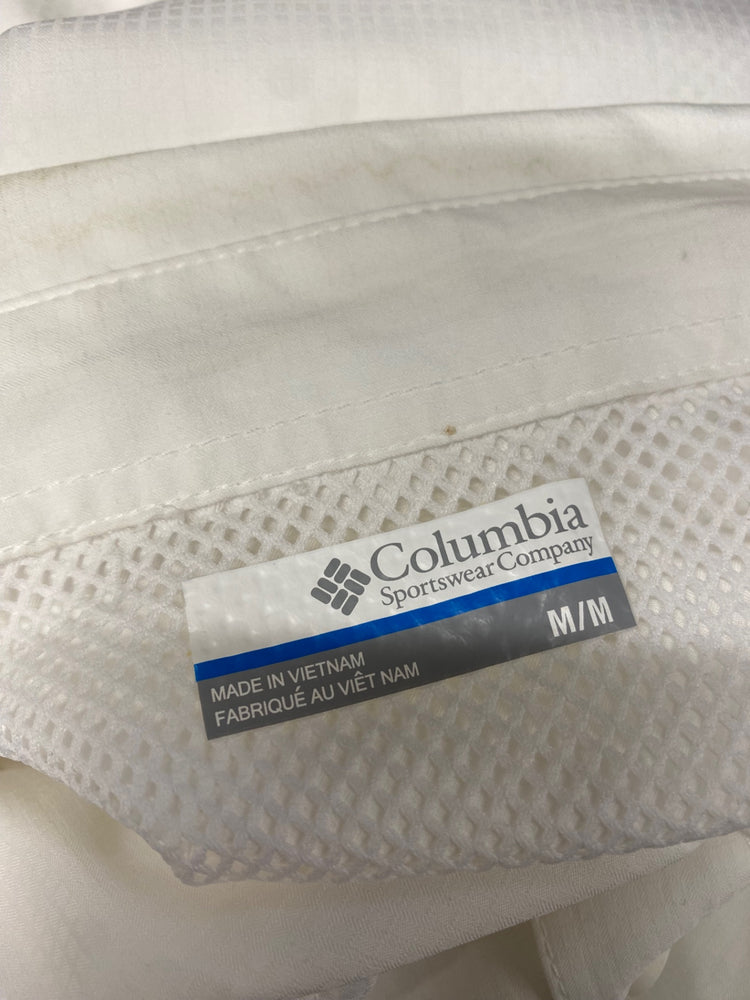 Columbia
Sportswear Company
M/M
MADE IN VIETNAM
FABRIQUÉ AU VIÊT NAM